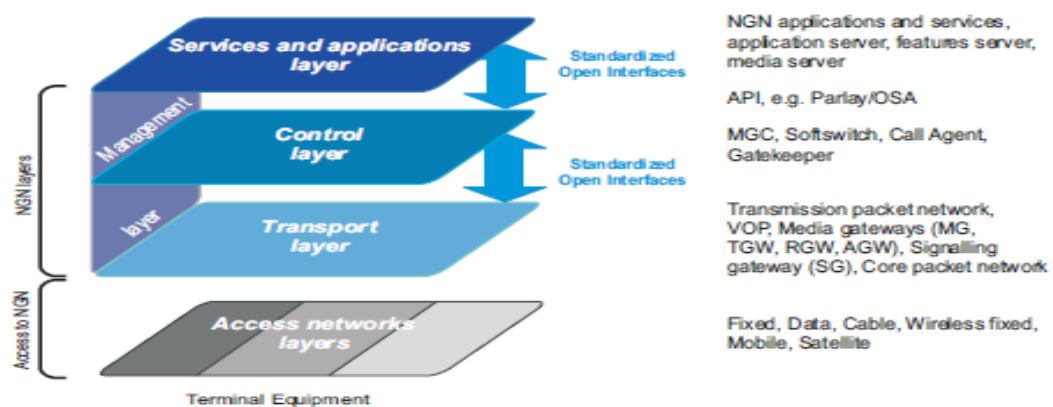 Services and applications
layer
Standardized
Open Interfaces
NGN applications and services,
application server, features server,
media server
API, e.g. Parlay/OSA
Management
layer
NGN layers
Control
layer
MGC, Softswitch, Call Agent,
Gatekeeper
Standardized
Open Interfaces
Transport
layer
Transmission packet network,
VOP, Media gateways (MG,
TGW, RGW, AGW), Signalling
gateway (SG), Core packet network
Access to NGN
Access networks
layers
Fixed, Data, Cable, Wireless fixed,
Mobile, Satellite
Terminal Equipment